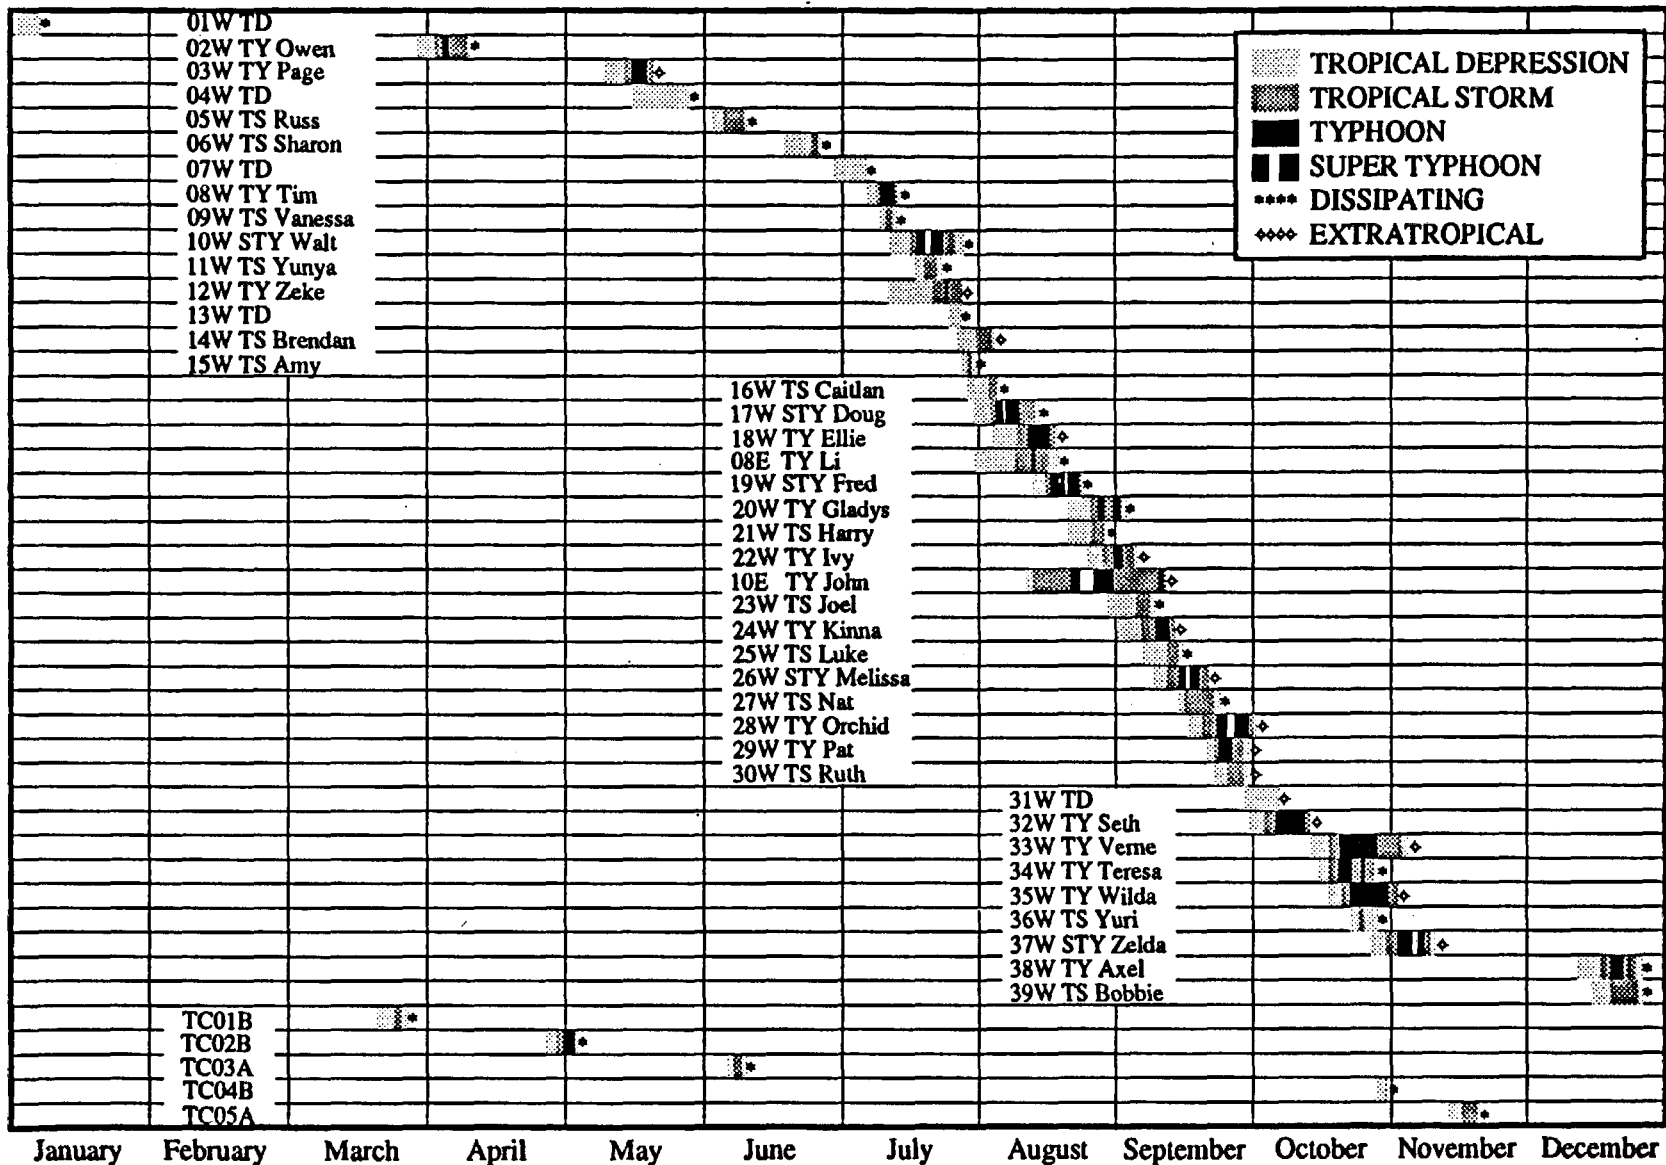 01W TD
02W TY Owen
03W TY Page
04W TD
05W TS Russ
06W TS Sharon
07W TD
08W TY Tim
09W TS Vanessa
10W STY Walt
11W TS Yunya
12W TY Zeke
13W TD
14W TS Brendan
15W TS Amy
16W TS Caitlan
17W STY Doug
18W TY Ellie
08E TY Li
19W STY Fred
20W TY Gladys
21W TS Harry
22W TY Ivy
10E TY John
23W TS Joel
24W TY Kinna
25W TS Luke
26W STY Melissa
27W TS Nat
28W TY Orchid
29W TY Pat
30W TS Ruth
31W TD
32W TY Seth
33W TY Verne
34W TY Teresa
35W TY Wilda
36W TS Yuri
37W STY Zelda
38W TY Axel
39W TS Bobbie
TC01B
TC02B
TC03A
TC04B
TC05A
TROPICAL DEPRESSION
TROPICAL STORM
TYPHOON
SUPER TYPHOON
DISSIPATING
EXTRATROPICAL
January February March April May June July August September October November December